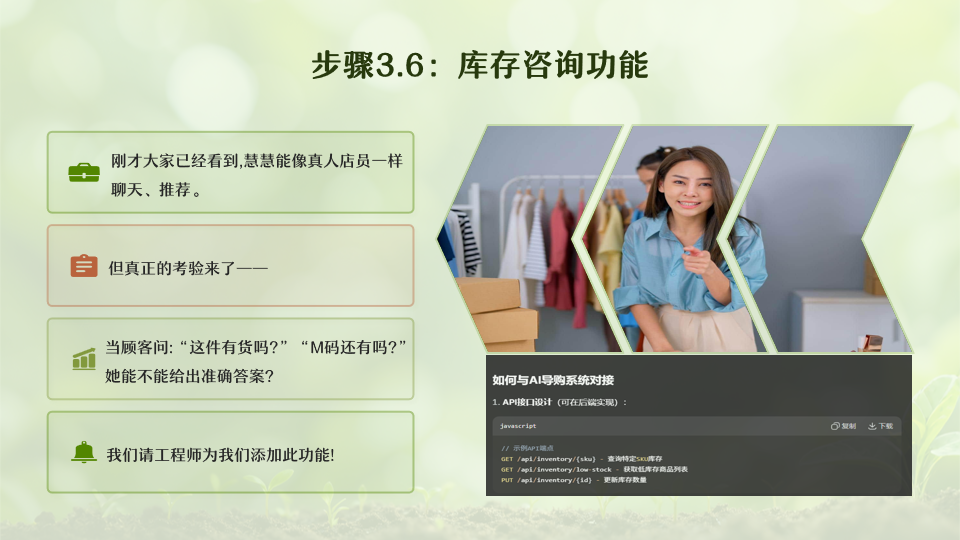 步骤3.6：库存咨询功能
刚才大家已经看到,慧慧能像真人店员一样
聊天、推荐。
但真正的考验来了——
当顾客问:“这件有货吗?” “M码还有吗?”
她能不能给出准确答案?
我们请工程师为我们添加此功能!
如何与AI导购系统对接
1. API接口设计（可在后端实现）：
javascript
复制 下载
// 示例API端点
GET /api/inventory/{sku} - 查询特定SKU库存
GET /api/inventory/low-stock - 获取低库存商品列表
PUT /api/inventory/{id} - 更新库存数量